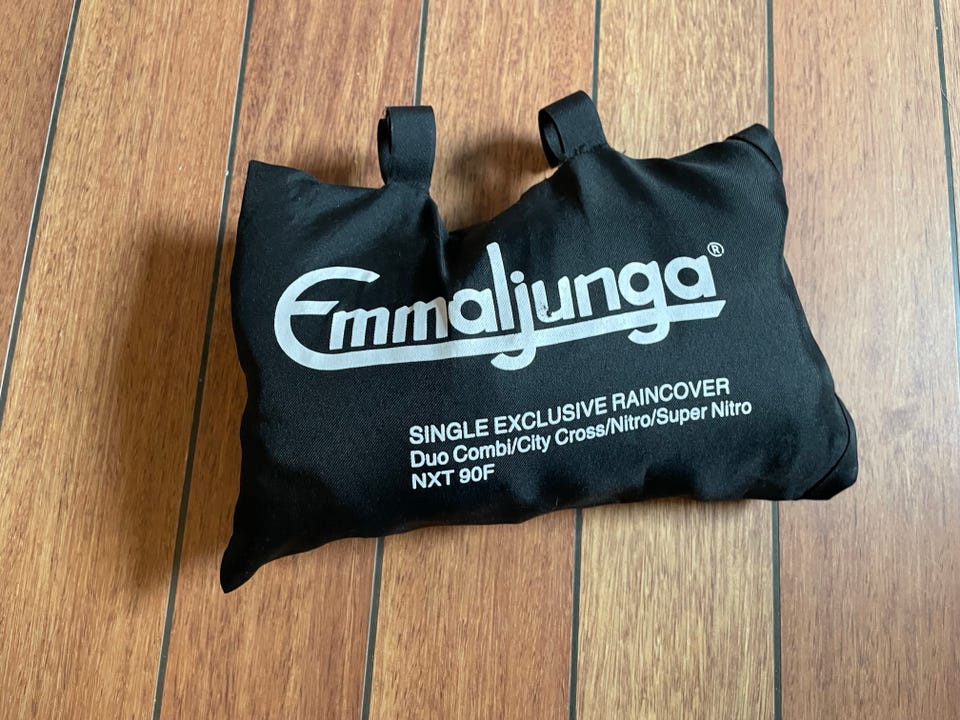 Emmaljunga®
SINGLE EXCLUSIVE RAINCOVER
Duo Combi/City Cross/Nitro/Super Nitro
NXT 90F